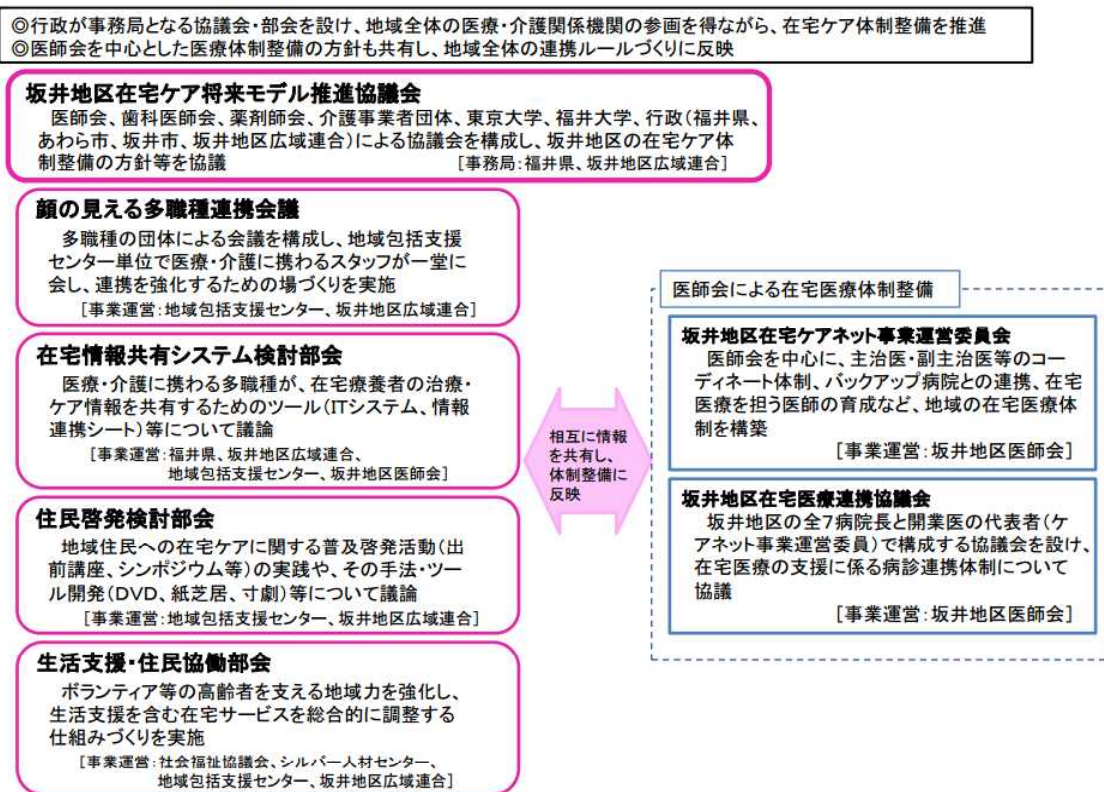 ◎行政が事務局となる協議会・部会を設け、地域全体の医療・介護関係機関の参画を得ながら、在宅ケア体制整備を推進
◎医師会を中心とした医療体制整備の方針も共有し、地域全体の連携ルールづくりに反映
坂井地区在宅ケア将来モデル推進協議会
医師会、歯科医師会、薬剤師会、介護事業者団体、東京大学、福井大学、行政(福井県、
あわら市、坂井市、坂井地区広域連合)による協議会を構成し、坂井地区の在宅ケア体
制整備の方針等を協議 [事務局:福井県、坂井地区広域連合]
顔の見える多職種連携会議
多職種の団体による会議を構成し、地域包括支援
センター単位で医療・介護に携わるスタッフが一堂に
会し、連携を強化するための場づくりを実施
[事業運営:地域包括支援センター、坂井地区広域連合]
在宅情報共有システム検討部会
医療・介護に携わる多職種が、在宅療養者の治療・
ケア情報を共有するためのツール(ITシステム、情報
連携シート)等について議論
[事業運営:福井県、坂井地区広域連合、
地域包括支援センター、坂井地区医師会]
住民啓発検討部会
地域住民への在宅ケアに関する普及啓発活動(出
前講座、シンポジウム等)の実践や、その手法・ツー
ル開発(DVD、紙芝居、寸劇)等について議論
[事業運営:地域包括支援センター、坂井地区広域連合]
生活支援・住民協働部会
ボランティア等の高齢者を支える地域力を強化し、
生活支援を含む在宅サービスを総合的に調整する
仕組みづくりを実施
[事業運営:社会福祉協議会、シルバー人材センター、
地域包括支援センター、坂井地区広域連合]
相互に情報
を共有し、
体制整備に
反映
医師会による在宅医療体制整備
坂井地区在宅ケアネット事業運営委員会
医師会を中心に、主治医・副主治医等のコー
ディネート体制、バックアップ病院との連携、在宅
医療を担う医師の育成など、地域の在宅医療体
制を構築
[事業運営:坂井地区医師会]
坂井地区在宅医療連携協議会
坂井地区の全7病院長と開業医の代表者(ケ
アネット事業運営委員)で構成する協議会を設け、
在宅医療の支援に係る病診連携体制について
協議
[事業運営:坂井地区医師会]